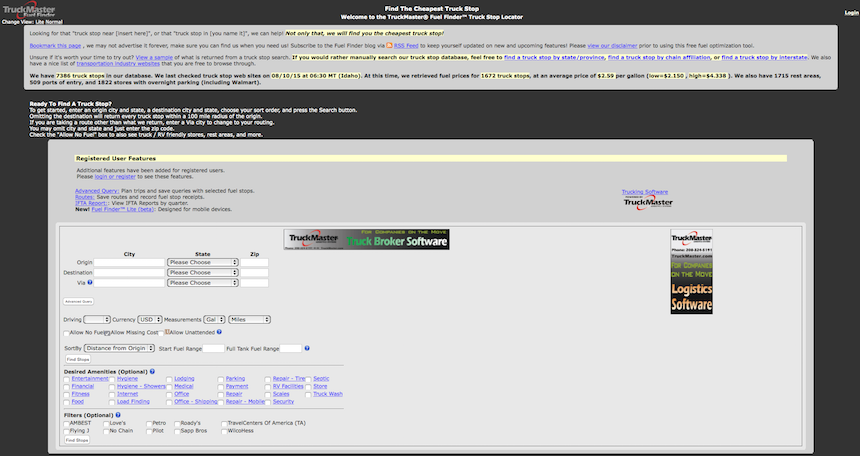 TruckMaster
Fuel Finder
Change View: Lite Normal
Find The Cheapest Truck Stop
Welcome to the TruckMaster® Fuel Finder™ Truck Stop Locator
Login
Looking for that "truck stop near [insert here]", or that "truck stop in [you name it]", we can help! Not only that, we will find you the cheapest truck stop!
Bookmark this page , we may not advertise it forever, make sure you can find us when you need us! Subscribe to the Fuel Finder blog via RSS Feed to keep yourself updated on new and upcoming features! Please view our disclaimer prior to using this free fuel optimization tool.
Unsure if it's worth your time to try? View a sample of what is returned from a truck stop search. If you would rather manually search our truck stop database, feel free to find a truck stop by state/province, find a truck stop by chain affiliation, or find a truck stop by interstate. We also
have a nice list of transportation industry websites that you are free to browse through.
We have 7386 truck stops in our database. We last checked truck stop web sites on 08/10/15 at 06:30 MT (Idaho). At this time, we retrieved fuel prices for 1672 truck stops, at an average price of $2.59 per gallon (low=$2.150 , high=$4.338 ). We also have 1715 rest areas,
509 ports of entry, and 1822 stores with overnight parking (including Walmart).
Ready To Find A Truck Stop?
To get started, enter an origin city and state, a destination city and state, choose your sort order, and press the Search button.
Omitting the destination will return every truck stop within a 100 mile radius of the origin.
If you are taking a route other than what we return, enter a Via city to change to your routing.
You may omit city and state and just enter the zip code.
Check the "Allow No Fuel" box to also see truck / RV friendly stores, rest areas, and more.
Registered User Features
Additional features have been added for registered users.
Please login or register to see these features.
Advanced Query: Plan trips and save queries with selected fuel stops.
Routes: Save routes and record fuel stop receipts.
IFTA Report: View IFTA Reports by quarter.
New! Fuel Finder™ Lite (beta): Designed for mobile devices.
Trucking Software
TruckMaster
TruckMaster
For Companies on the Move
Truck Broker Software
TruckMaster
Phone: 208-624-6191
TruckMaster.com
For Companies
on the Move
Logistics
Software
City State Zip
Origin Please Choose
Destination Please Choose
Via Please Choose
Advanced Query
Driving Currency USD Measurements Gal Miles
Allow No Fuel Allow Missing Cost Allow Unattended
SortBy Distance from Origin Start Fuel Range Full Tank Fuel Range
Find Stops
Desired Amenities (Optional)
Entertainment Hygiene Lodging Parking Repair - Tire Septic
Financial Hygiene - Showers Medical Payment RV Facilities Store
Fitness Internet Office Repair Scales Truck Wash
Food Load Finding Office - Shipping Repair - Mobile Security
Filters (Optional)
AMBEST Love's Petro Roady's TravelCenters Of America (TA)
Flying J No Chain Pilot Sapp Bros WilcoHess
Find Stops